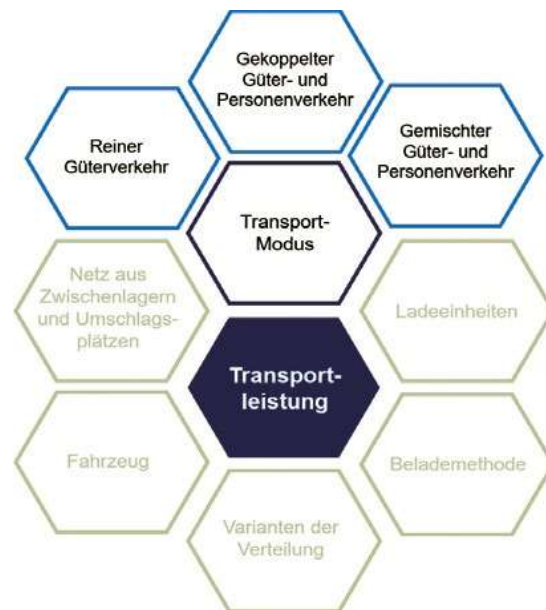 Gekoppelter
Güter- und
Personenverkehr
Reiner
Güterverkehr
Gemischter
Güter- und
Personenverkehr
Transport-
Modus
Netz aus
Zwischenlagern
und Umschlags-
plätzen
Ladeeinheiten
Transport-
leistung
Fahrzeug
Belademethode
Varianten der
Verteilung